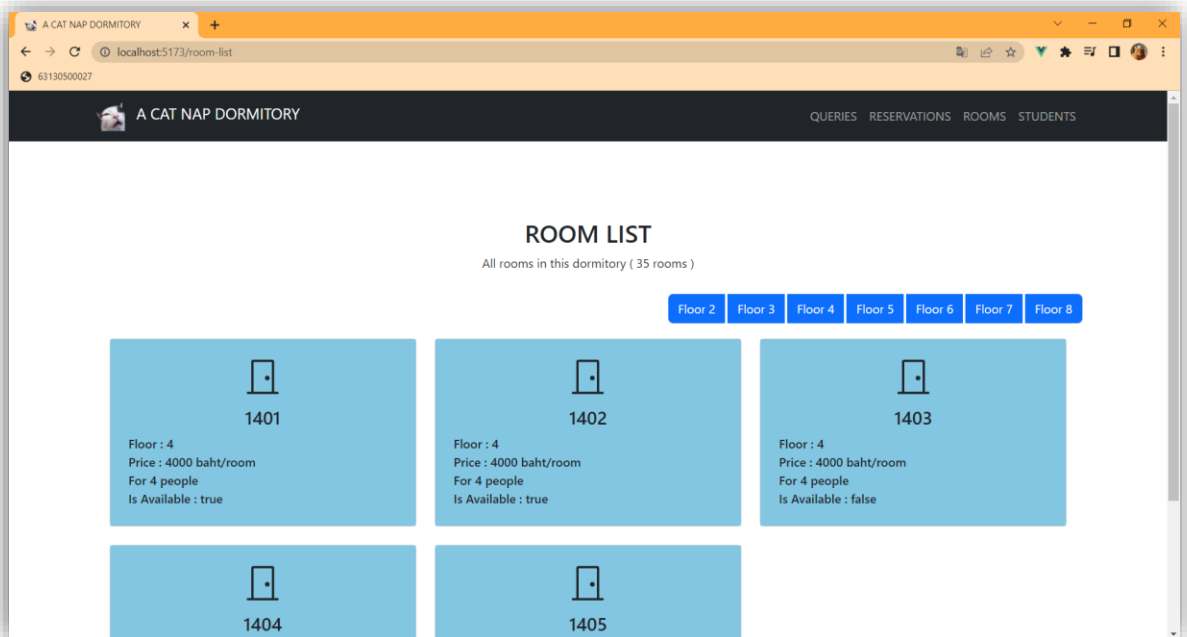 A CAT NAP DORMITORY
localhost:5173/room-list
63130500027
A CAT NAP DORMITORY
QUERIES RESERVATIONS ROOMS STUDENTS
ROOM LIST
All rooms in this dormitory ( 35 rooms )
Floor 2 Floor 3 Floor 4 Floor 5 Floor 6 Floor 7 Floor 8
1401
Floor : 4
Price : 4000 baht/room
For 4 people
Is Available : true
1402
Floor : 4
Price : 4000 baht/room
For 4 people
Is Available : true
1403
Floor : 4
Price : 4000 baht/room
For 4 people
Is Available : false
1404
1405